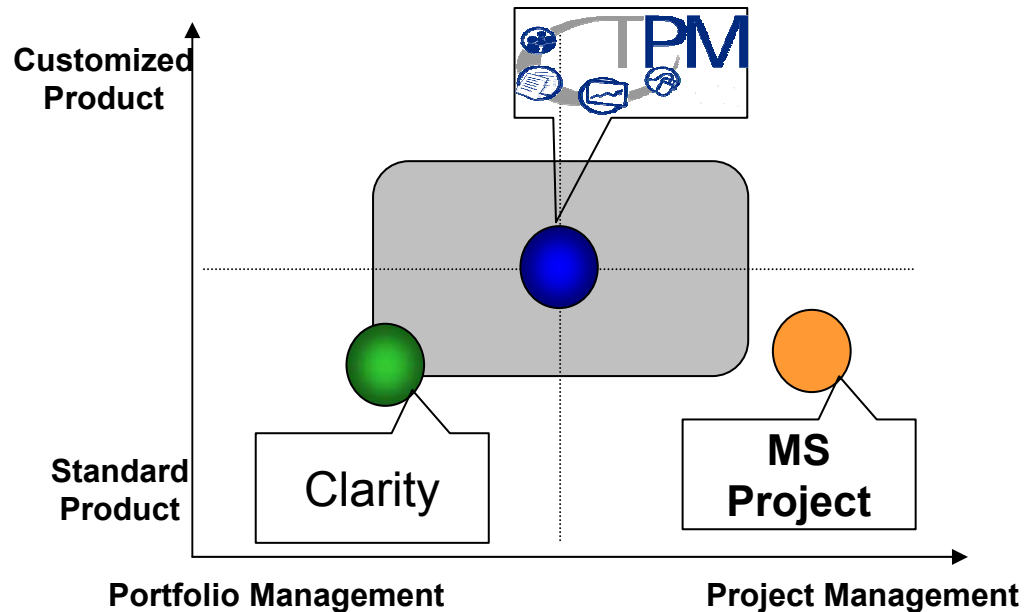 TPM
Customized
Product
Clarity
MS
Project
Standard
Product
Portfolio Management
Project Management